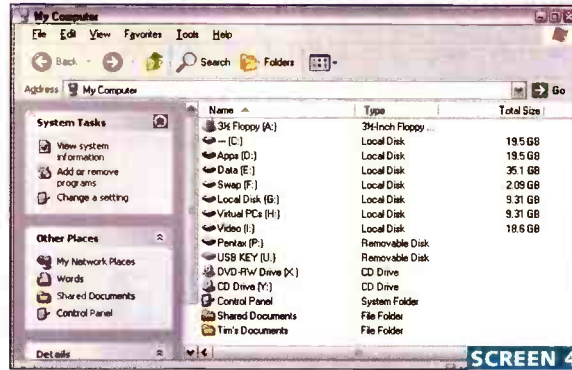 My Computer
File Edit View Favorites Tools Help
Back Search Folders
Address My Computer Go
System Tasks
View system
information
Add or remove
programs
Change a setting
Other Places
My Network Places
Words
Shared Documents
Control Panel
Details
Name Type Total Size
3½ Floppy (A:) 3½-Inch Floppy ...
-- (C:) Local Disk 19.5 GB
Apps (D:) Local Disk 19.5 GB
Data (E:) Local Disk 35.1 GB
Swap (F:) Local Disk 2.09 GB
Local Disk (G:) Local Disk 9.31 GB
Virtual PCs (H:) Local Disk 9.31 GB
Video (I:) Local Disk 18.6 GB
Pentax (P:) Removable Disk
USB KEY (U:) Removable Disk
DVD-RW Drive (X:) CD Drive
CD Drive (Y:) CD Drive
Control Panel System Folder
Shared Documents File Folder
Tim's Documents File Folder
SCREEN 4